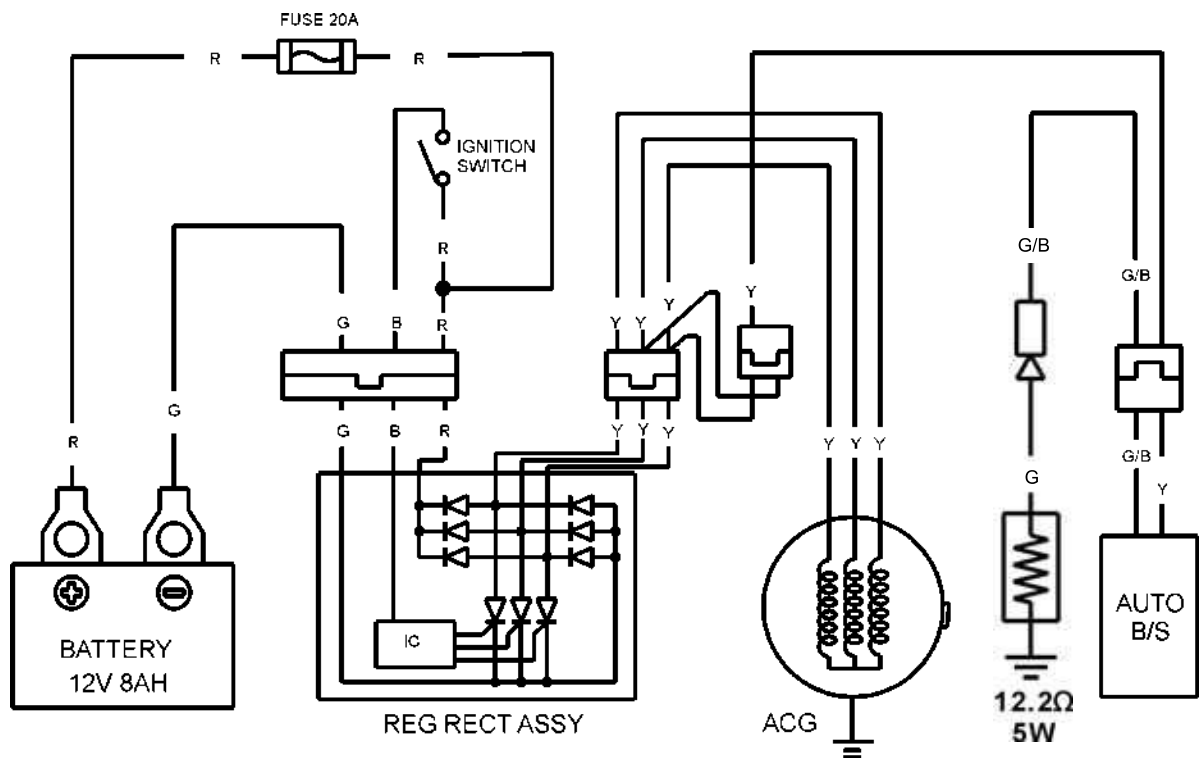 FUSE 20A
R
R
IGNITION
SWITCH
R
G
B
R
Y
Y
Y
Y
G/B
G/B
R
G
G
B
R
Y
Y
Y
Y
Y
Y
G
G/B
Y
BATTERY
12V 8AH
IC
REG RECT ASSY
ACG
12.2Ω
5W
AUTO
B/S